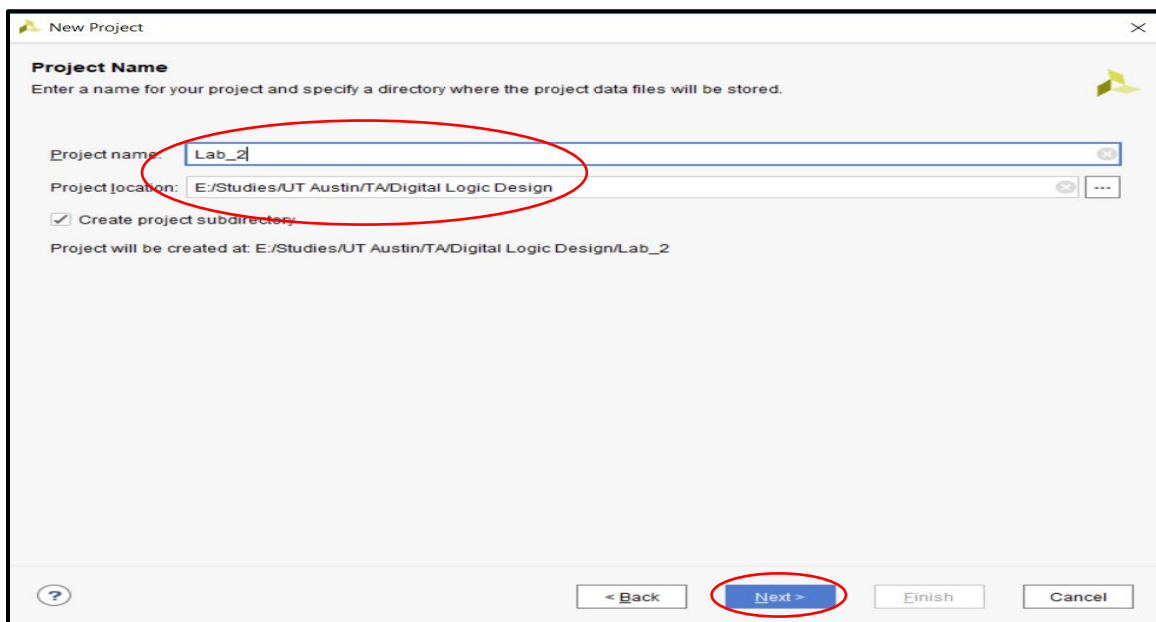 New Project
Project Name
Enter a name for your project and specify a directory where the project data files will be stored.
Project name: Lab_2
Project location: E:/Studies/UT Austin/TA/Digital Logic Design ...
Create project subdirectory
Project will be created at: E:/Studies/UT Austin/TA/Digital Logic Design/Lab_2
? < Back Next > Finish Cancel